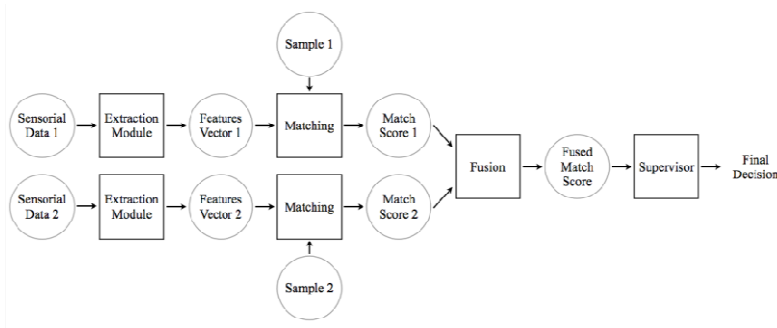 Sample 1
Sensorial
Data 1
Extraction
Module
Features
Vector 1
Matching
Match
Score 1
Sensorial
Data 2
Extraction
Module
Features
Vector 2
Matching
Match
Score 2
Sample 2
Fusion
Fused
Match
Score
Supervisor
Final
Decision